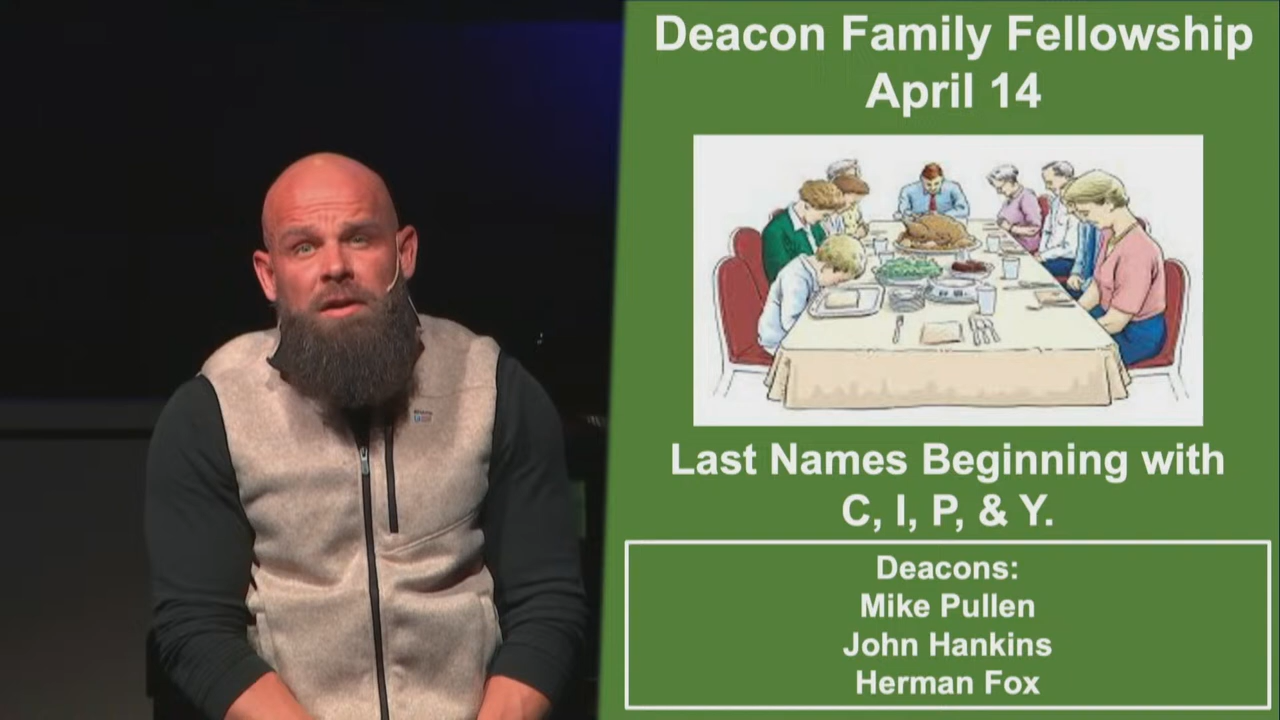 Deacon Family Fellowship
April 14
Last Names Beginning with
C, I, P, & Y.
Deacons:
Mike Pullen
John Hankins
Herman Fox